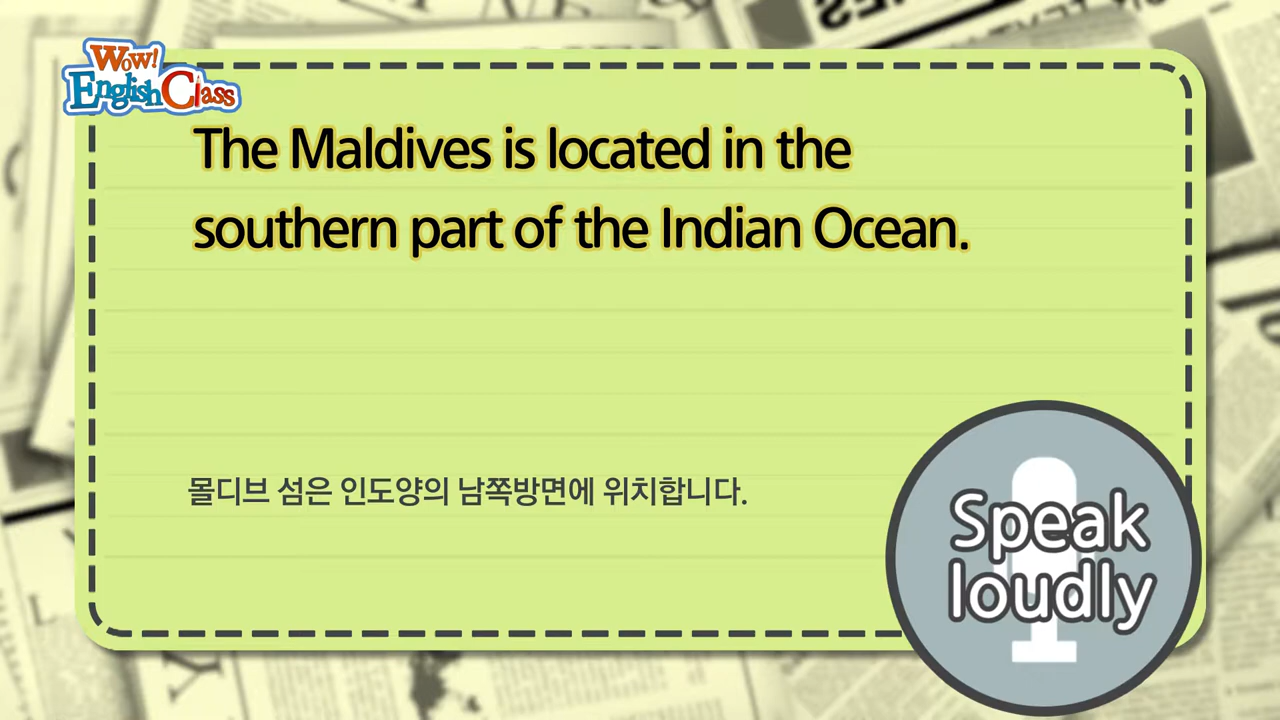 Wow!
English Class
The Maldives is located in the
southern part of the Indian Ocean.
몰디브 섬은 인도양의 남쪽방면에 위치합니다.
Speak
loudly